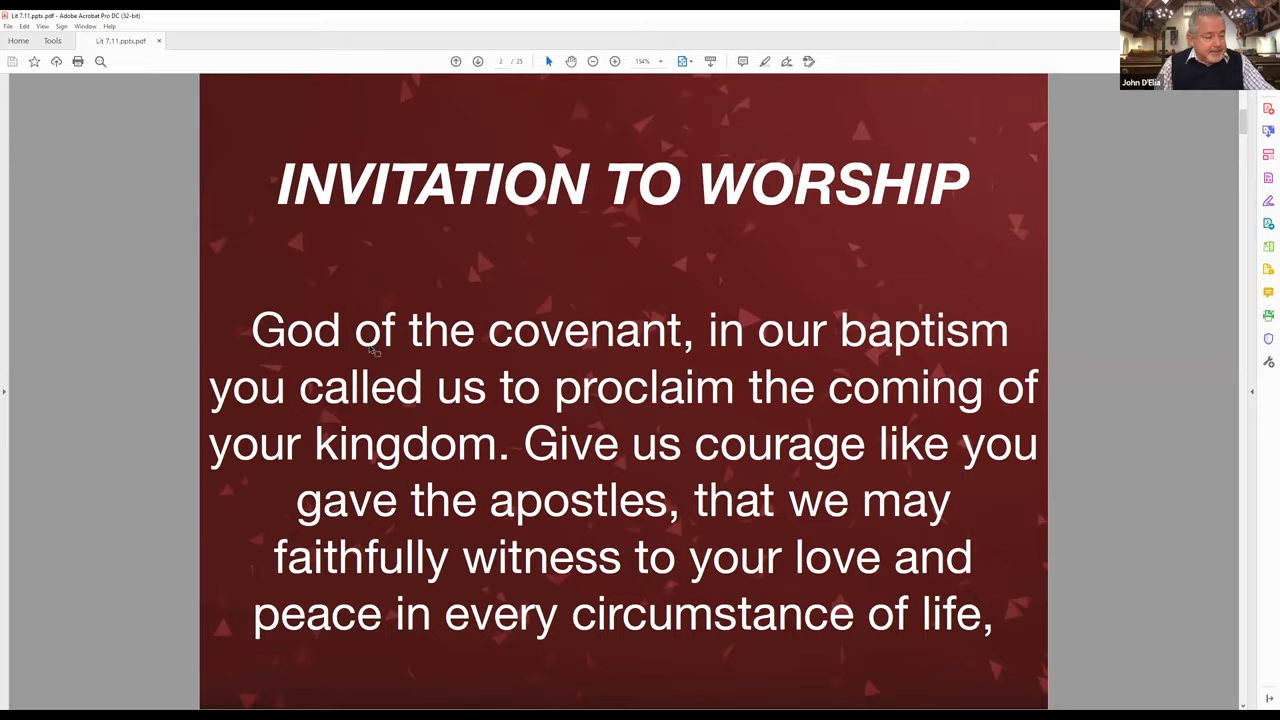 Lit 7.11.pptx.pdf - Adobe Acrobat Pro DC (32-bit)
File Edit View Sign Window Help
Home Tools Lit 7.11.pptx.pdf ×
2 / 25 154%
John D'Elia
INVITATION TO WORSHIP
God of the covenant, in our baptism
you called us to proclaim the coming of
your kingdom. Give us courage like you
gave the apostles, that we may
faithfully witness to your love and
peace in every circumstance of life,